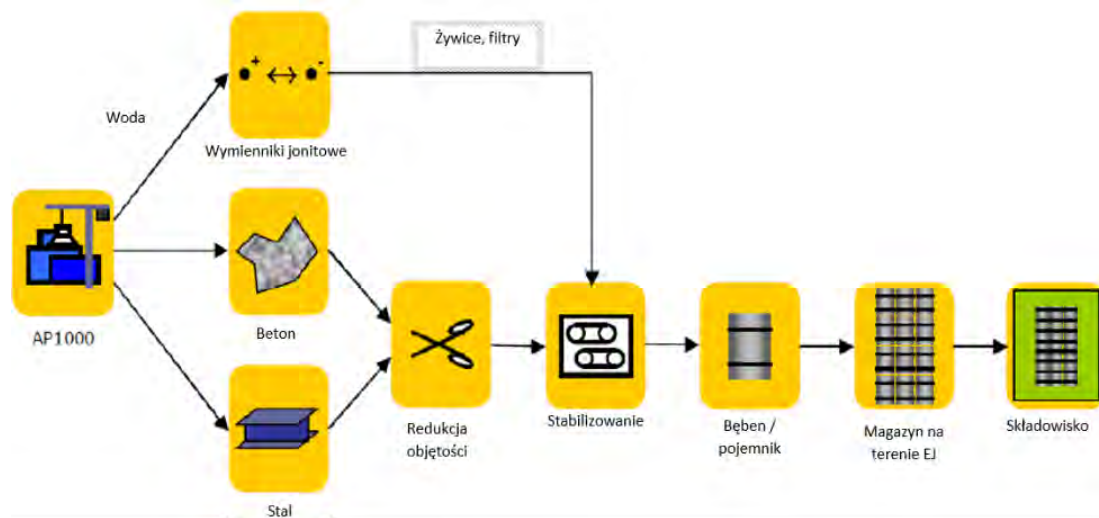 Żywice, filtry
+
-
Woda
Wymienniki jonitowe
AP1000
Beton
Redukcja
objętości
Stabilizowanie
Bęben /
pojemnik
Magazyn na
terenie EJ
Składowisko
Stal